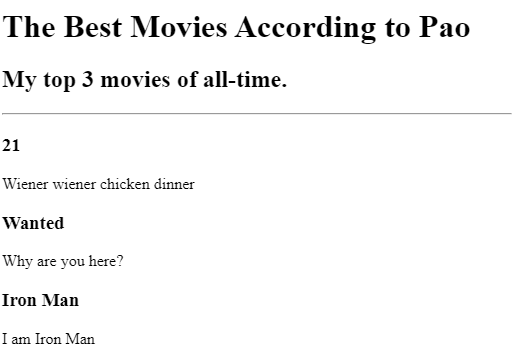 The Best Movies According to Pao
My top 3 movies of all-time.
21
Wiener wiener chicken dinner
Wanted
Why are you here?
Iron Man
I am Iron Man